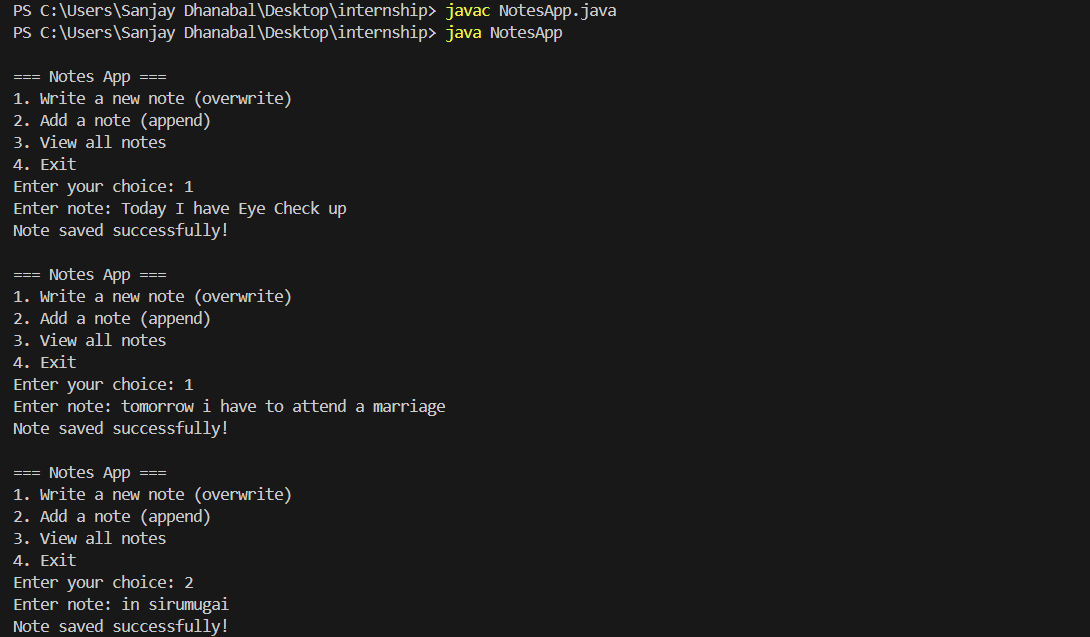 PS C:\Users\Sanjay Dhanabal\Desktop\internship> javac NotesApp.java
PS C:\Users\Sanjay Dhanabal\Desktop\internship> java NotesApp
=== Notes App ===
1. Write a new note (overwrite)
2. Add a note (append)
3. View all notes
4. Exit
Enter your choice: 1
Enter note: Today I have Eye Check up
Note saved successfully!
=== Notes App ===
1. Write a new note (overwrite)
2. Add a note (append)
3. View all notes
4. Exit
Enter your choice: 1
Enter note: tomorrow i have to attend a marriage
Note saved successfully!
=== Notes App ===
1. Write a new note (overwrite)
2. Add a note (append)
3. View all notes
4. Exit
Enter your choice: 2
Enter note: in sirumugai
Note saved successfully!